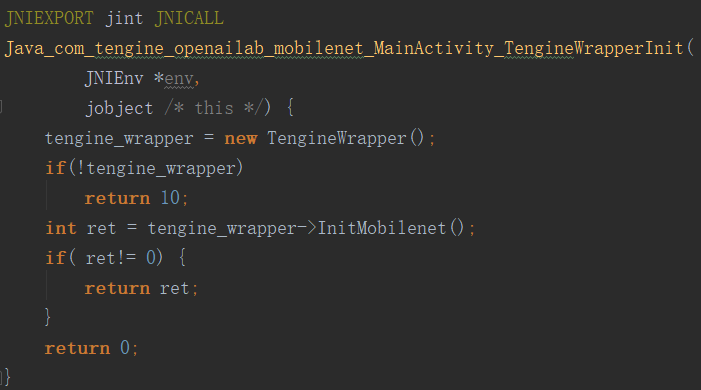 JNIEXPORT jint JNICALL
Java_com_tengine_openailab_mobilenet_MainActivity_TengineWrapperInit(
        JNIEnv *env,
        jobject /* this */) {
    tengine_wrapper = new TengineWrapper();
    if(!tengine_wrapper)
        return 10;
    int ret = tengine_wrapper->InitMobilenet();
    if( ret!= 0) {
        return ret;
    }
    return 0;
}